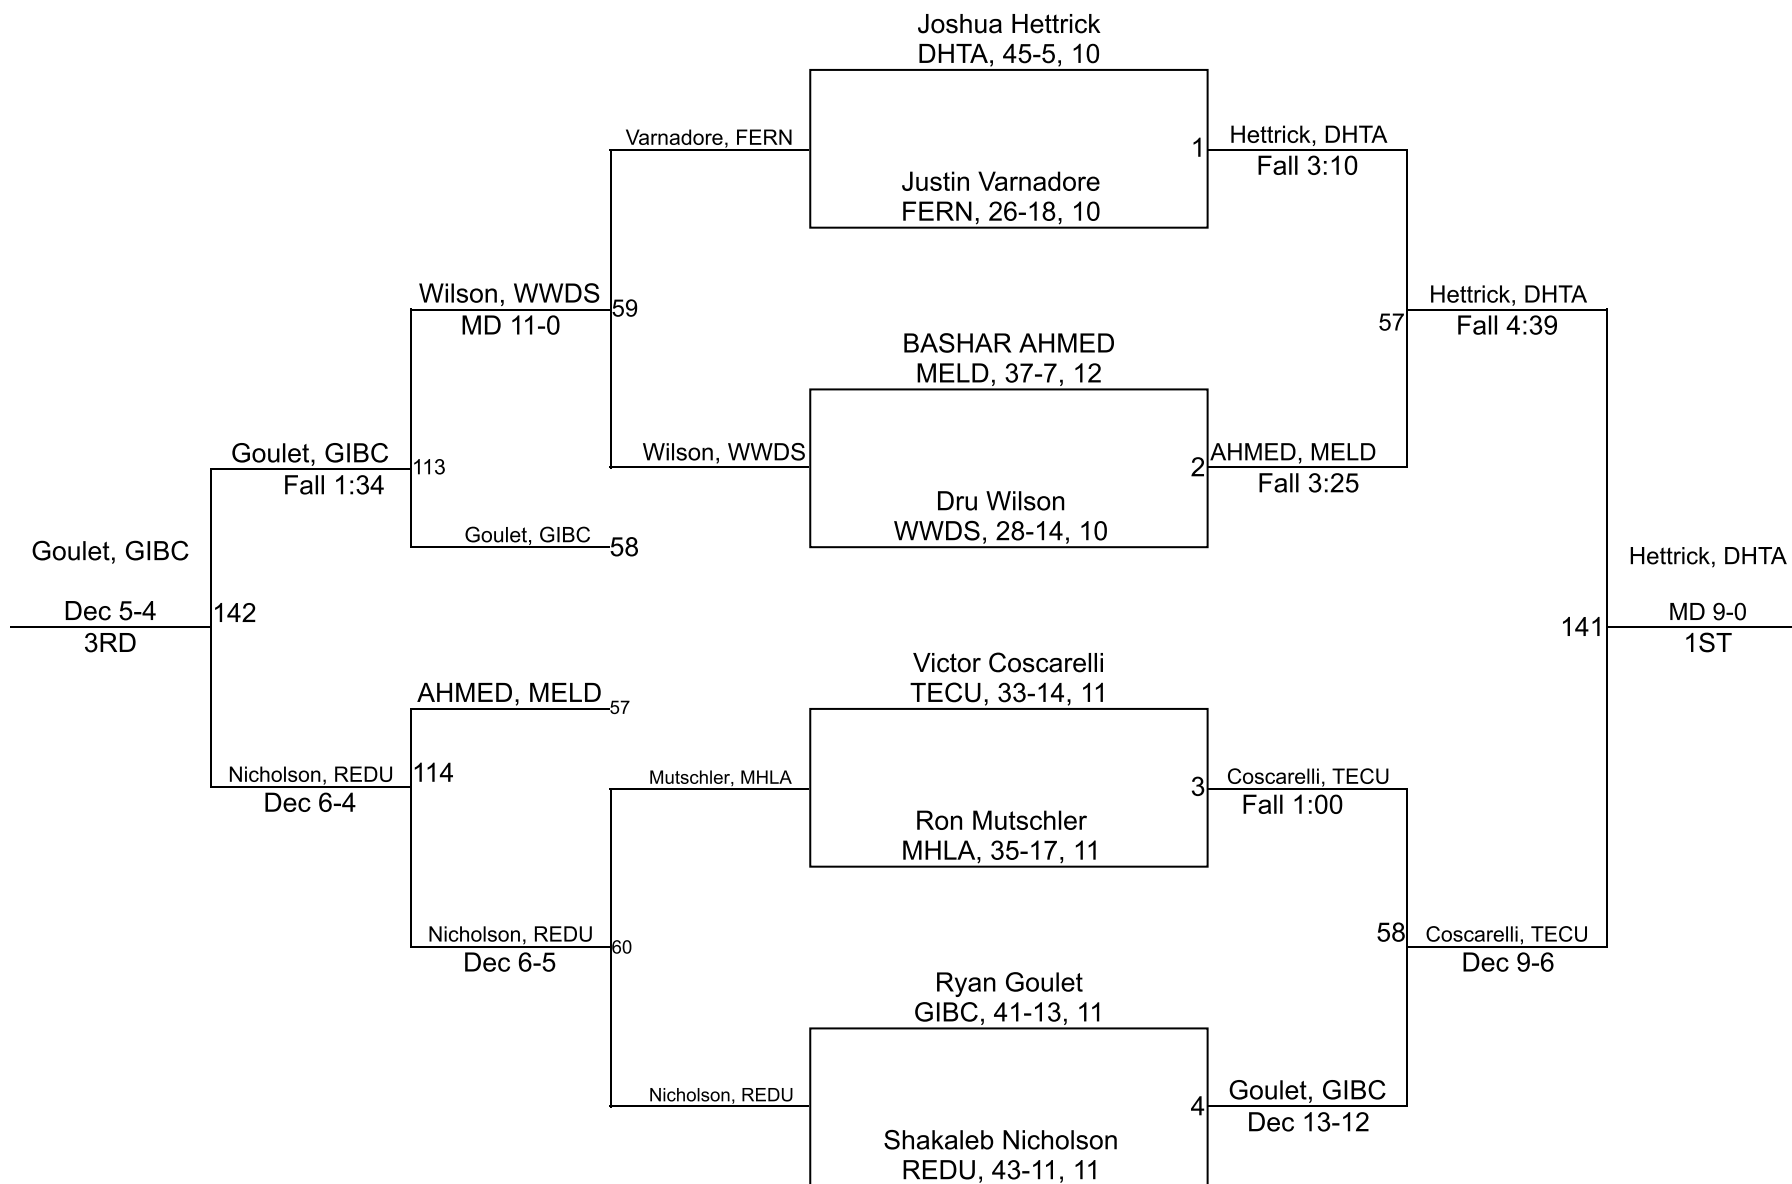 Joshua Hettrick
DHTA, 45-5, 10
Varnadore, FERN
1
Hettrick, DHTA
Fall 3:10
Justin Varnadore
FERN, 26-18, 10
Wilson, WWDS
MD 11-0
59
57
Hettrick, DHTA
Fall 4:39
BASHAR AHMED
MELD, 37-7, 12
Goulet, GIBC
Fall 1:34
113
Wilson, WWDS
2
AHMED, MELD
Fall 3:25
Dru Wilson
WWDS, 28-14, 10
Goulet, GIBC
58
Goulet, GIBC
Dec 5-4
3RD
142
Hettrick, DHTA
141
MD 9-0
1ST
Victor Coscarelli
TECU, 33-14, 11
AHMED, MELD
57
Nicholson, REDU
Dec 6-4
114
Mutschler, MHLA
3
Coscarelli, TECU
Fall 1:00
Ron Mutschler
MHLA, 35-17, 11
Nicholson, REDU
Dec 6-5
60
58
Coscarelli, TECU
Dec 9-6
Ryan Goulet
GIBC, 41-13, 11
Nicholson, REDU
4
Goulet, GIBC
Dec 13-12
Shakaleb Nicholson
REDU, 43-11, 11